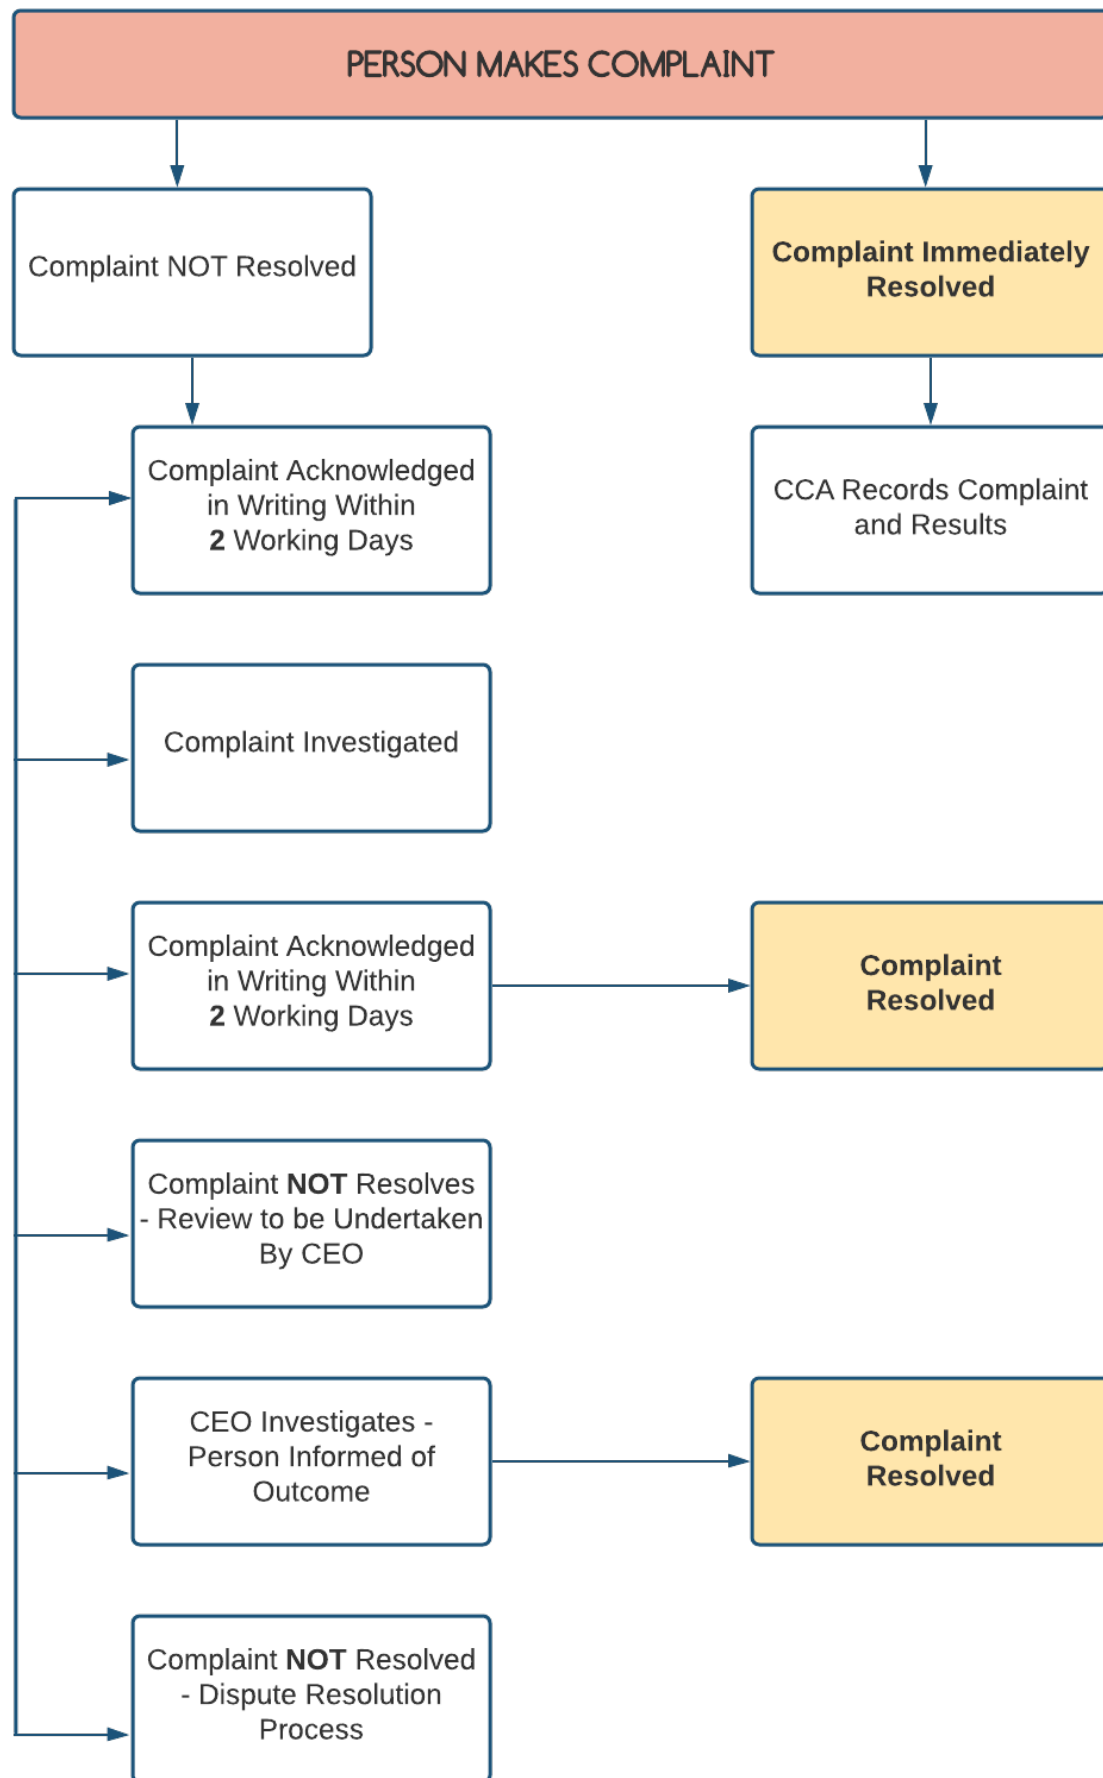 PERSON MAKES COMPLAINT
Complaint NOT Resolved
Complaint Immediately
Resolved
Complaint Acknowledged
in Writing Within
2 Working Days
CCA Records Complaint
and Results
Complaint Investigated
Complaint Acknowledged
in Writing Within
2 Working Days
Complaint
Resolved
Complaint NOT Resolves
- Review to be Undertaken
By CEO
CEO Investigates -
Person Informed of
Outcome
Complaint
Resolved
Complaint NOT Resolved
- Dispute Resolution
Process